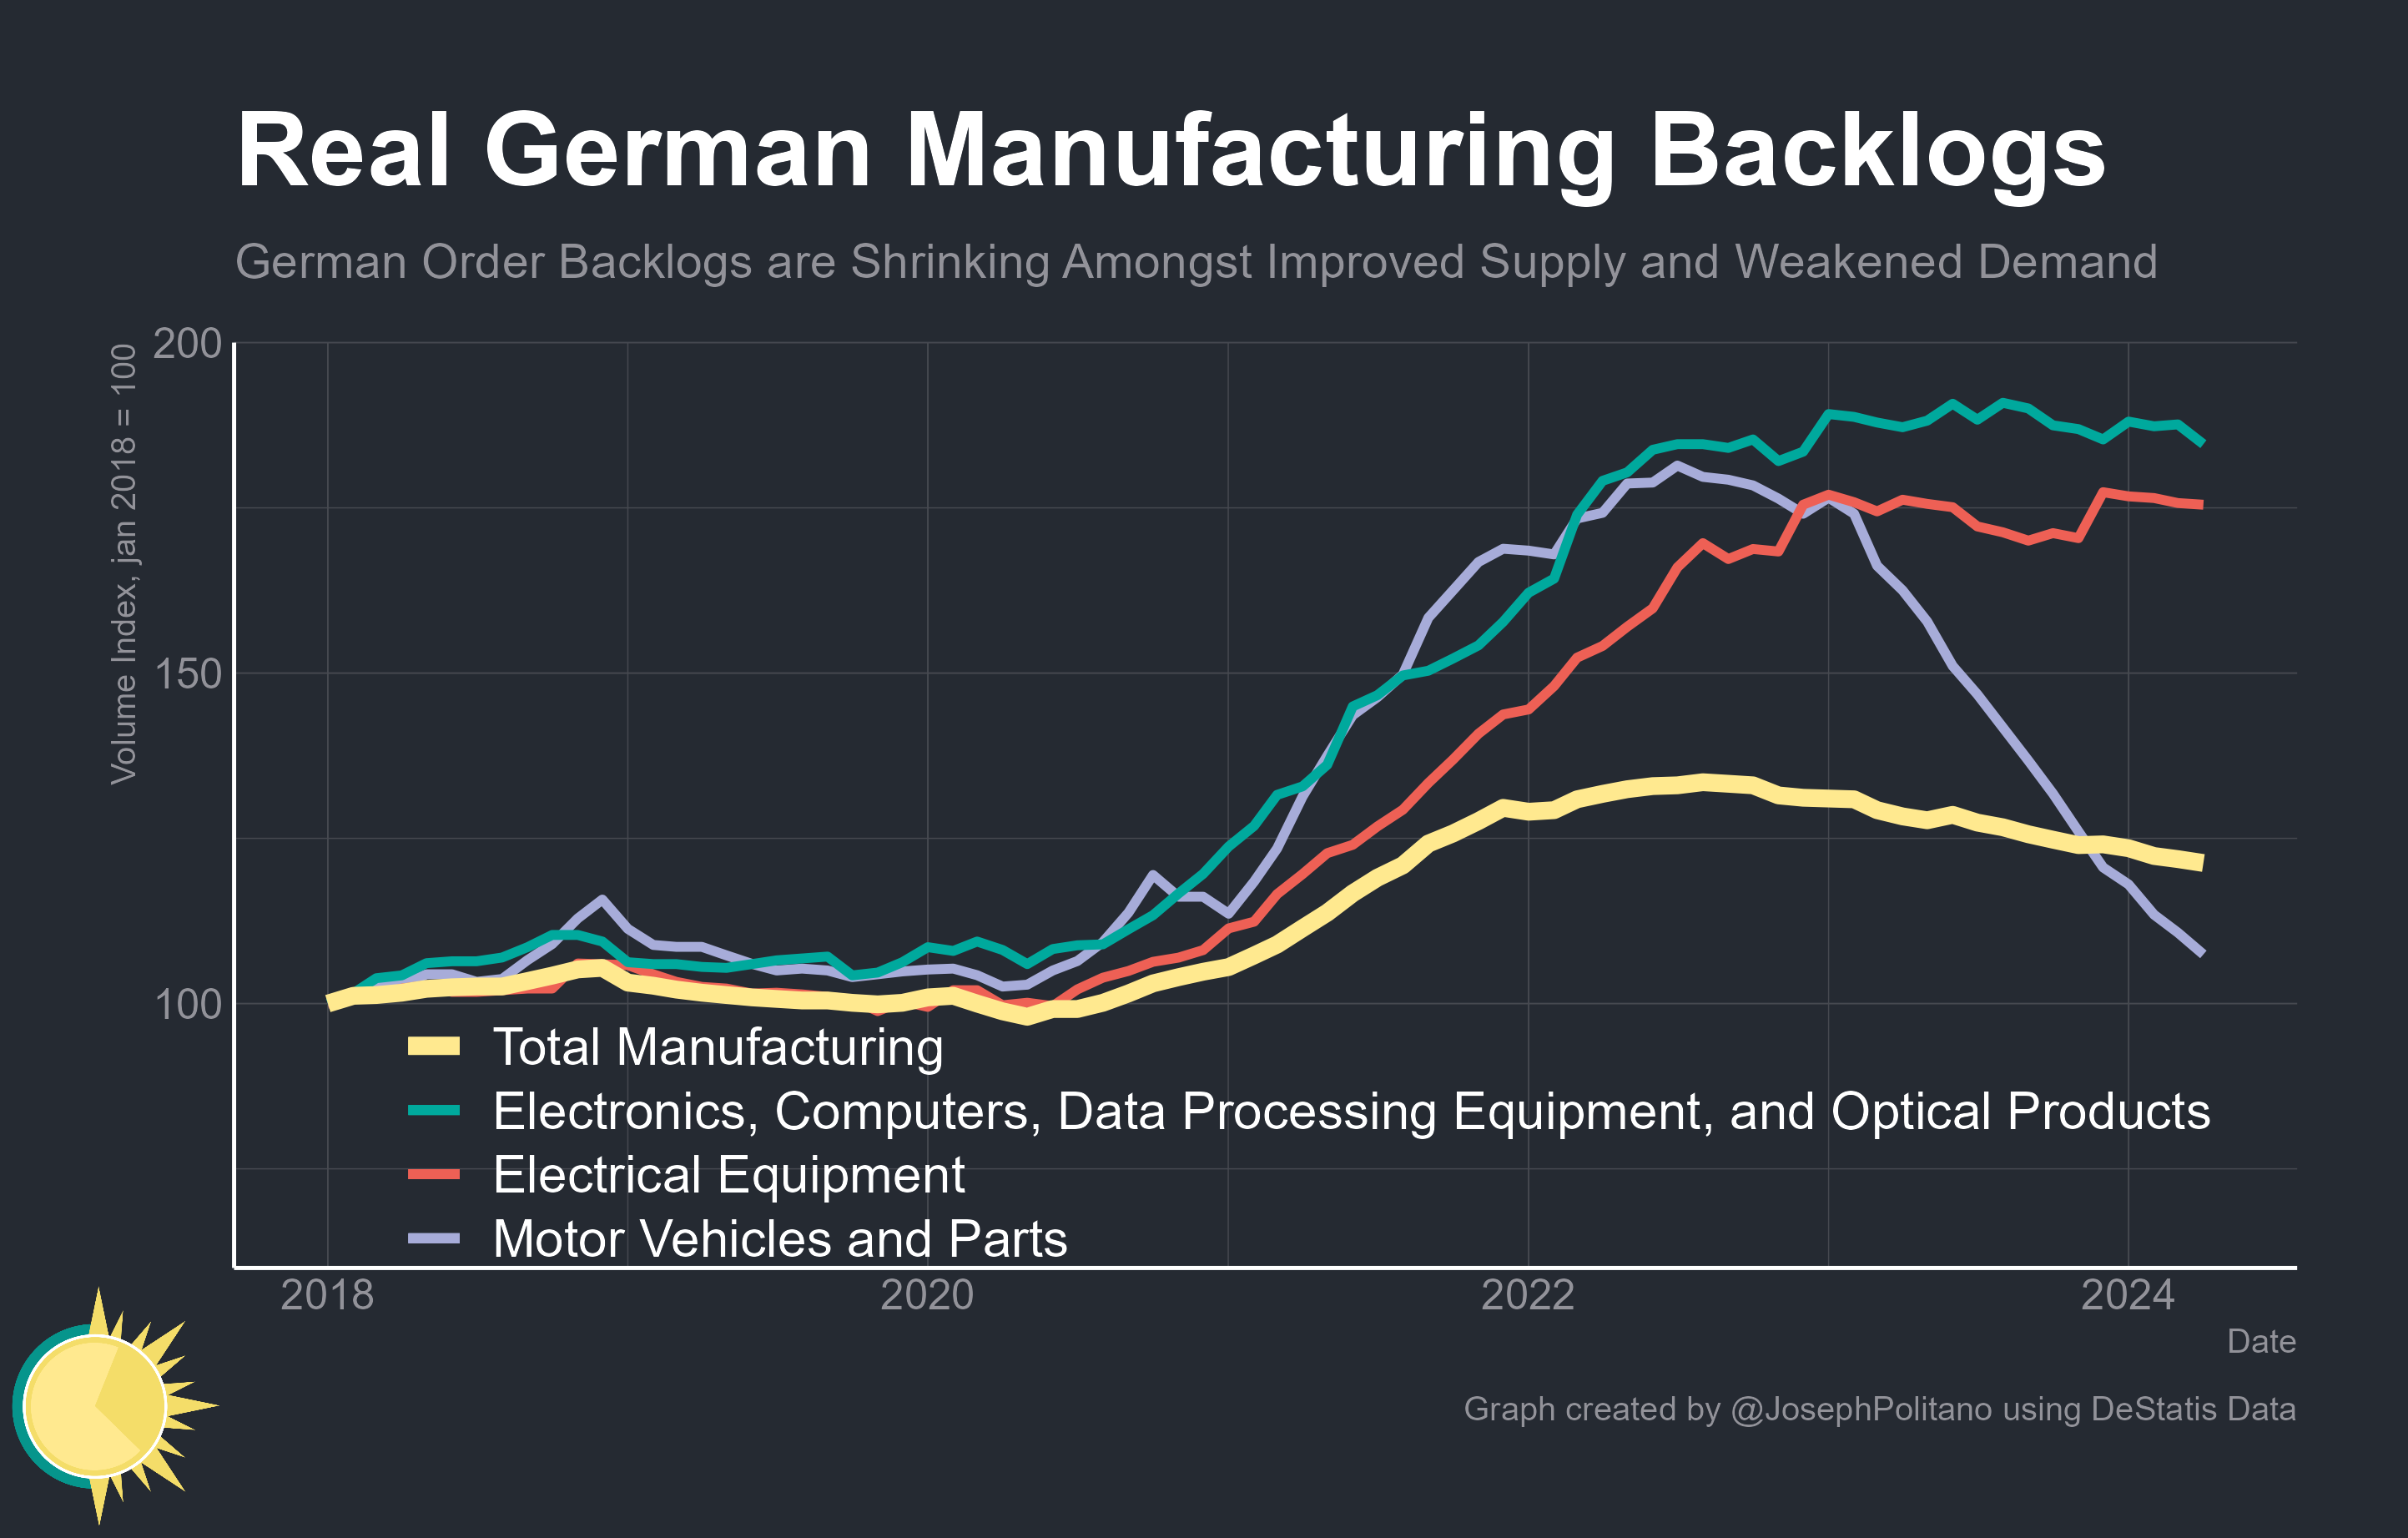 Real German Manufacturing Backlogs
German Order Backlogs are Shrinking Amongst Improved Supply and Weakened Demand
Volume Index, jan 2018 = 100
200
150
100
Total Manufacturing
Electronics, Computers, Data Processing Equipment, and Optical Products
Electrical Equipment
Motor Vehicles and Parts
2018
2020
2022
2024
Date
Graph created by @JosephPolitano using DeStatis Data